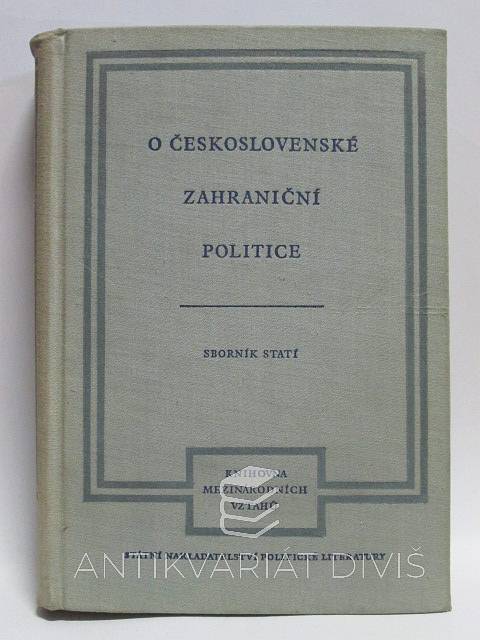 O ČESKOSLOVENSKÉ
ZAHRANIČNÍ
POLITICE
SBORNÍK STATÍ
KNIHOVNA
MEZINÁRODNÍCH
VZTAHŮ
STÁTNÍ NAKLADATELSTVÍ POLITICKÉ LITERATURY
ANTIKVARIÁT DIVIŠ